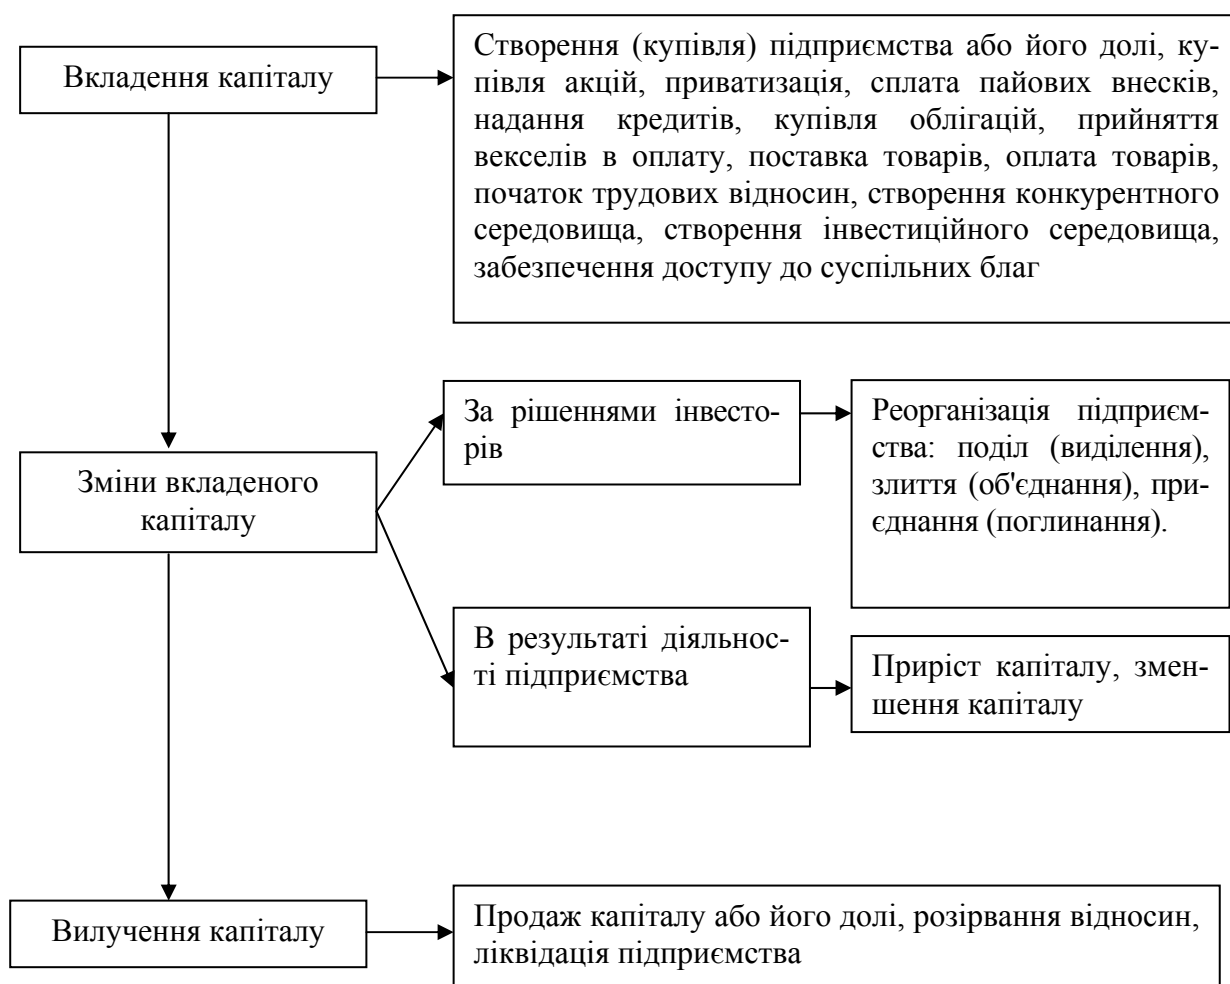 Вкладення капіталу
Створення (купівля) підприємства або його долі, ку-
півля акцій, приватизація, сплата пайових внесків,
надання кредитів, купівля облігацій, прийняття
векселів в оплату, поставка товарів, оплата товарів,
початок трудових відносин, створення конкурентного
середовища, створення інвестиційного середовища,
забезпечення доступу до суспільних благ
Зміни вкладеного
капіталу
За рішеннями інвесто-
рів
Реорганізація підприєм-
ства: поділ (виділення),
злиття (об'єднання), при-
єднання (поглинання).
В результаті діяльнос-
ті підприємства
Приріст капіталу, змен-
шення капіталу
Вилучення капіталу
Продаж капіталу або його долі, розірвання відносин,
ліквідація підприємства